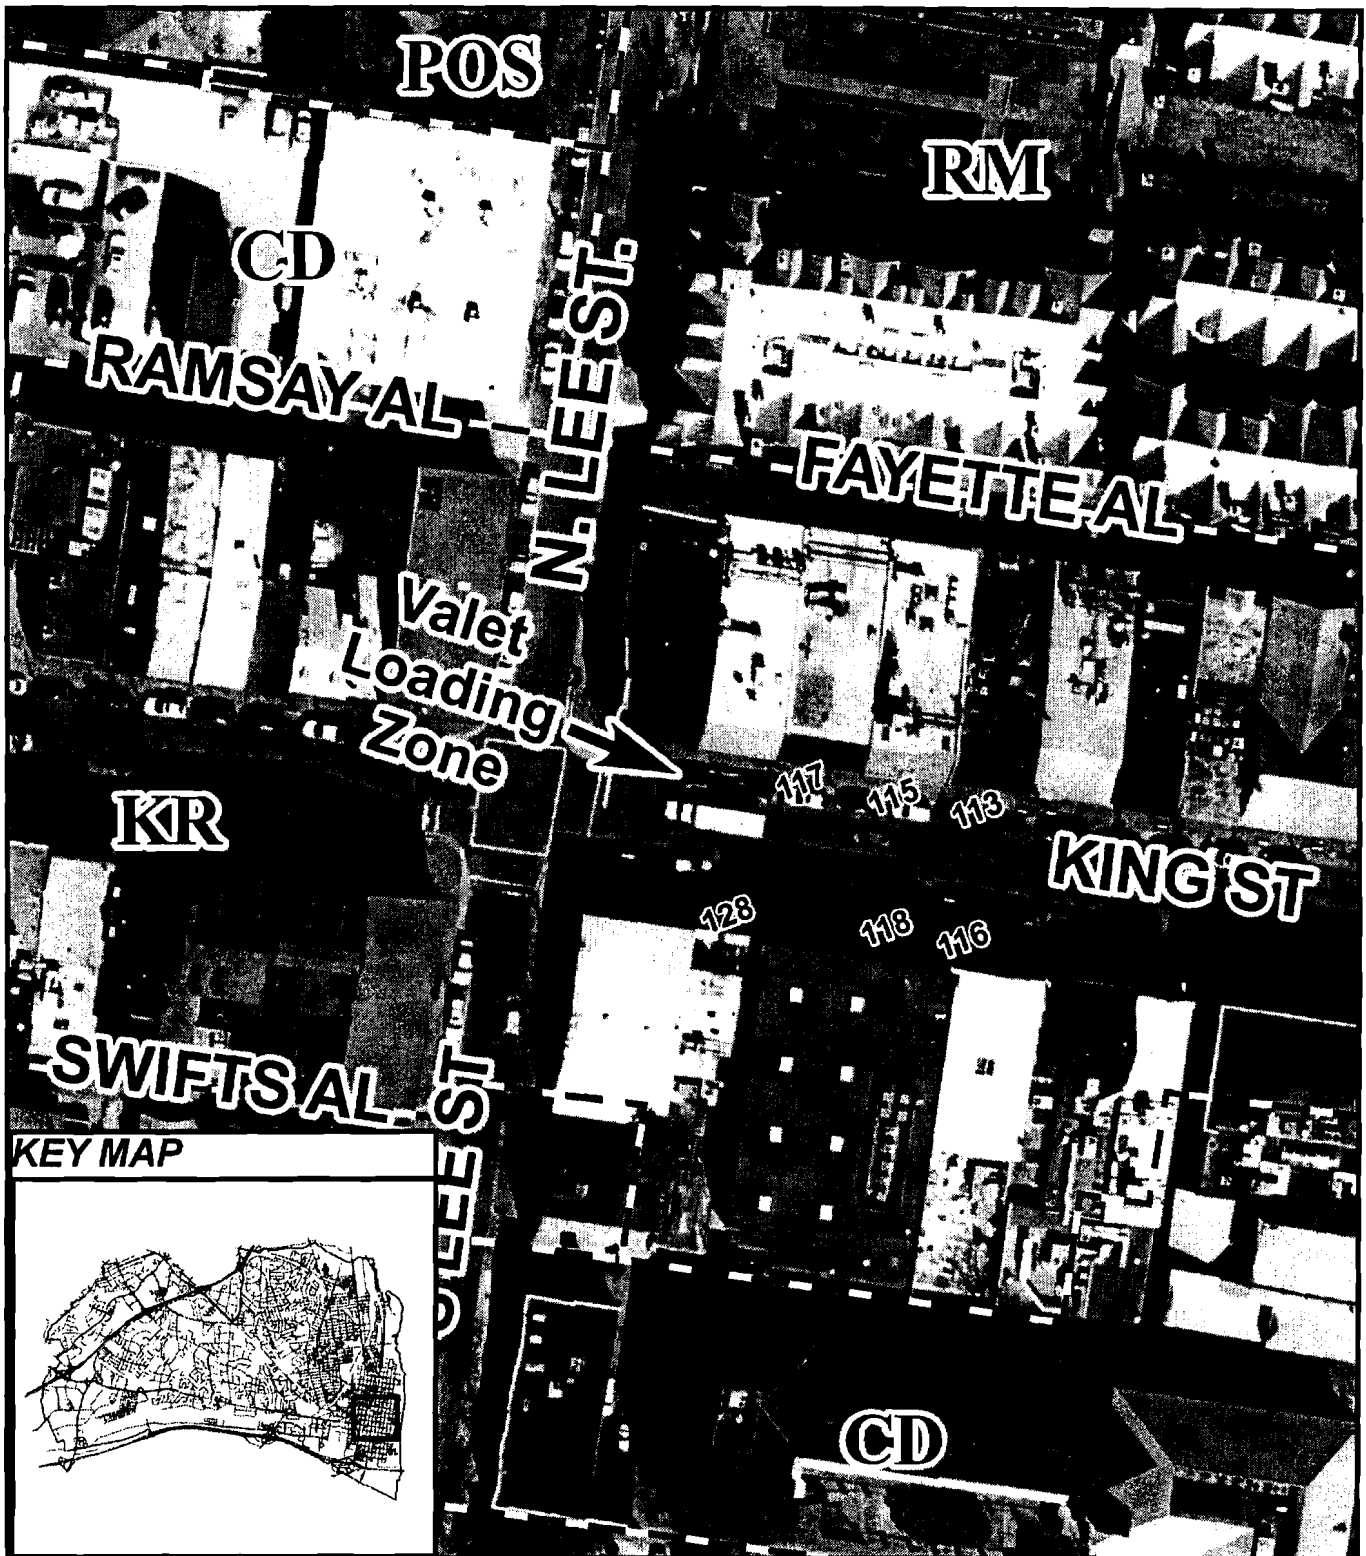 POS
RM
CD
N. LEE ST.
RAMSAY AL
FAYETTE AL
Valet
Loading
Zone
117
115
113
KR
KING ST
128
118
116
SWIFTS AL
S LEE ST
KEY MAP
CD